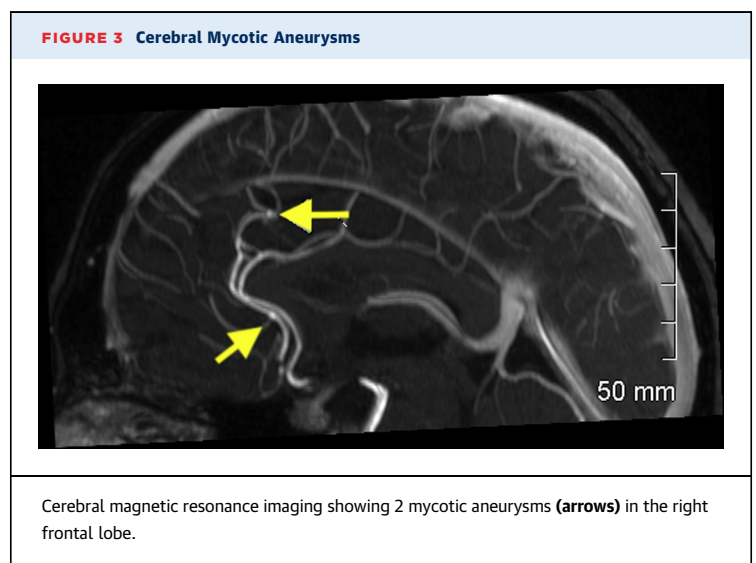 FIGURE 3 Cerebral Mycotic Aneurysms
50 mm
Cerebral magnetic resonance imaging showing 2 mycotic aneurysms (arrows) in the right
frontal lobe.